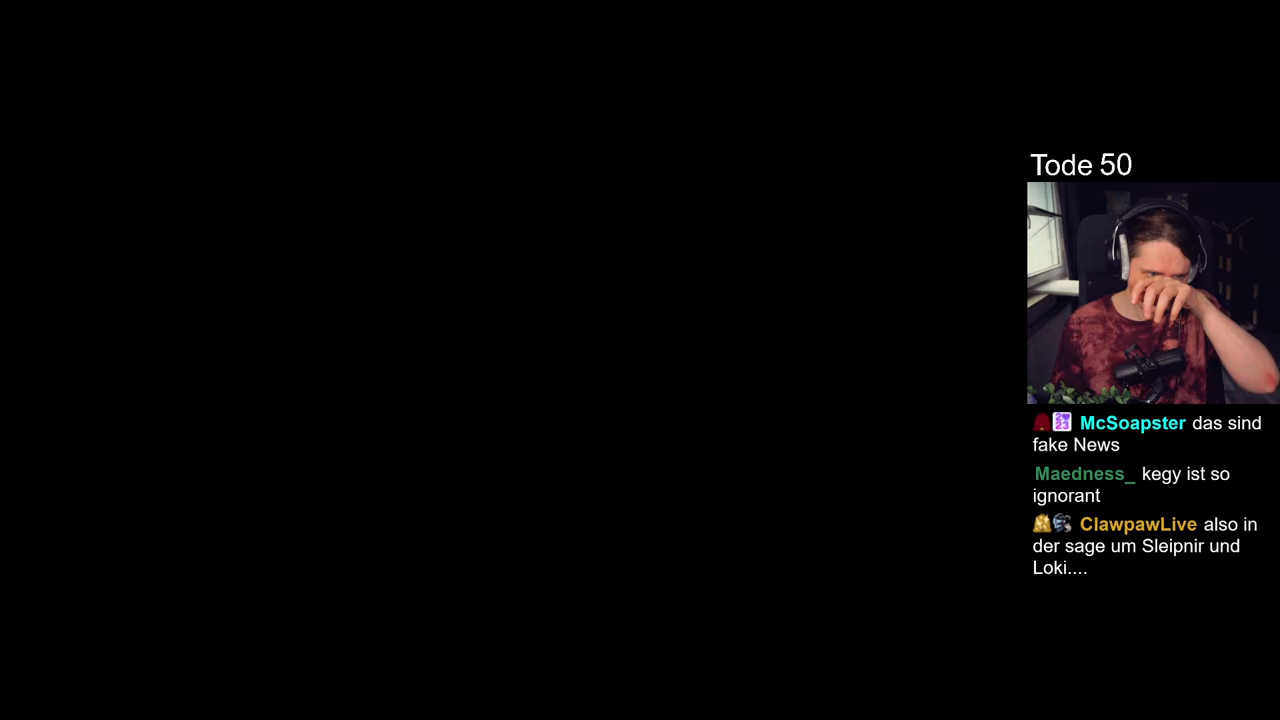 Tode 50
McSoapster das sind
fake News
Maedness_ kegy ist so
ignorant
ClawpawLive also in
der sage um Sleipnir und
Loki....